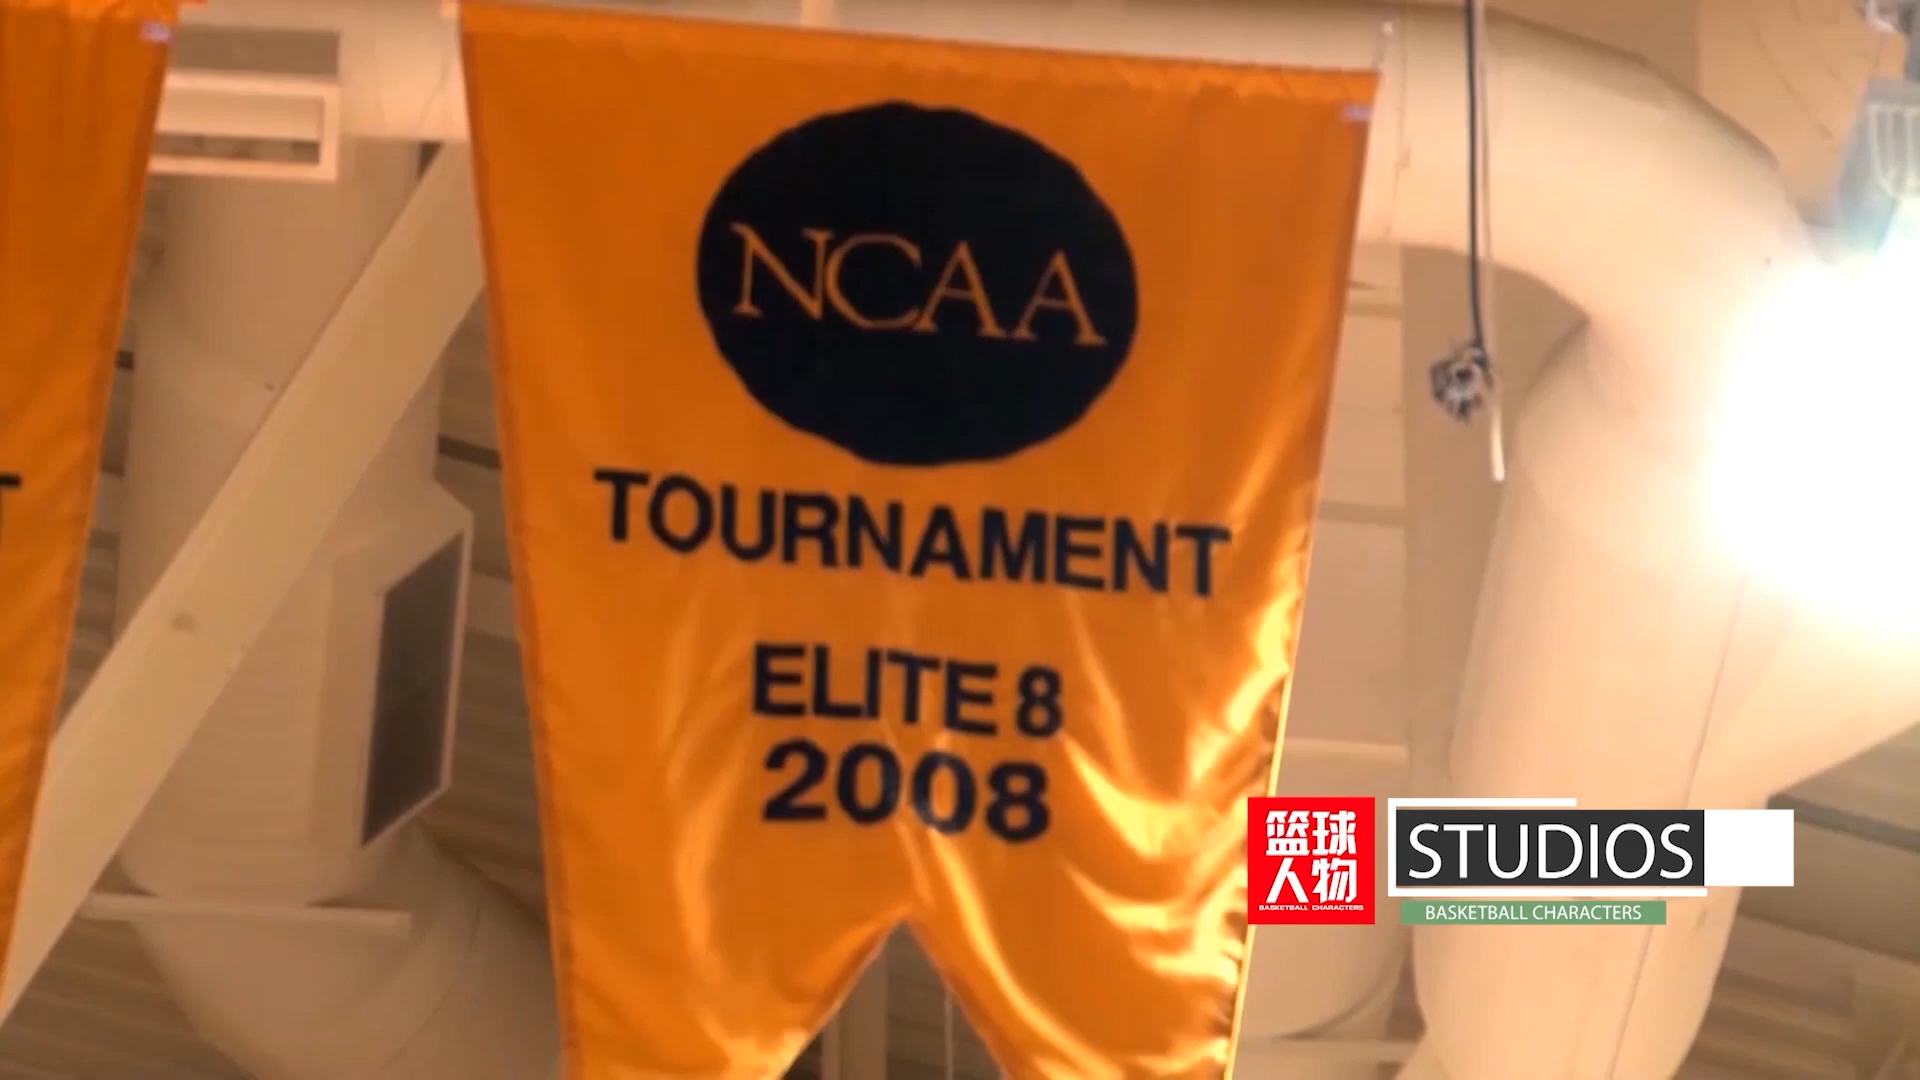 NCAA
TOURNAMENT
ELITE 8
2008
T
篮球
人物
BASKETBALL CHARACTERS
STUDIOS
BASKETBALL CHARACTERS